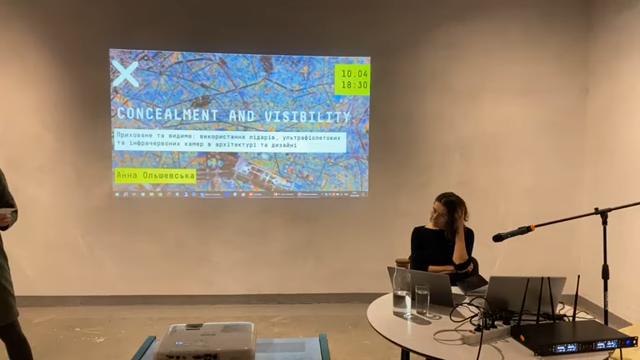 10.04
18:30
CONCEALMENT AND VISIBILITY
Приховане та видиме: використання лідарів, ультрафіолетових
та інфрачервоних камер в архітектурі та дизайні
Анна Ольшевська